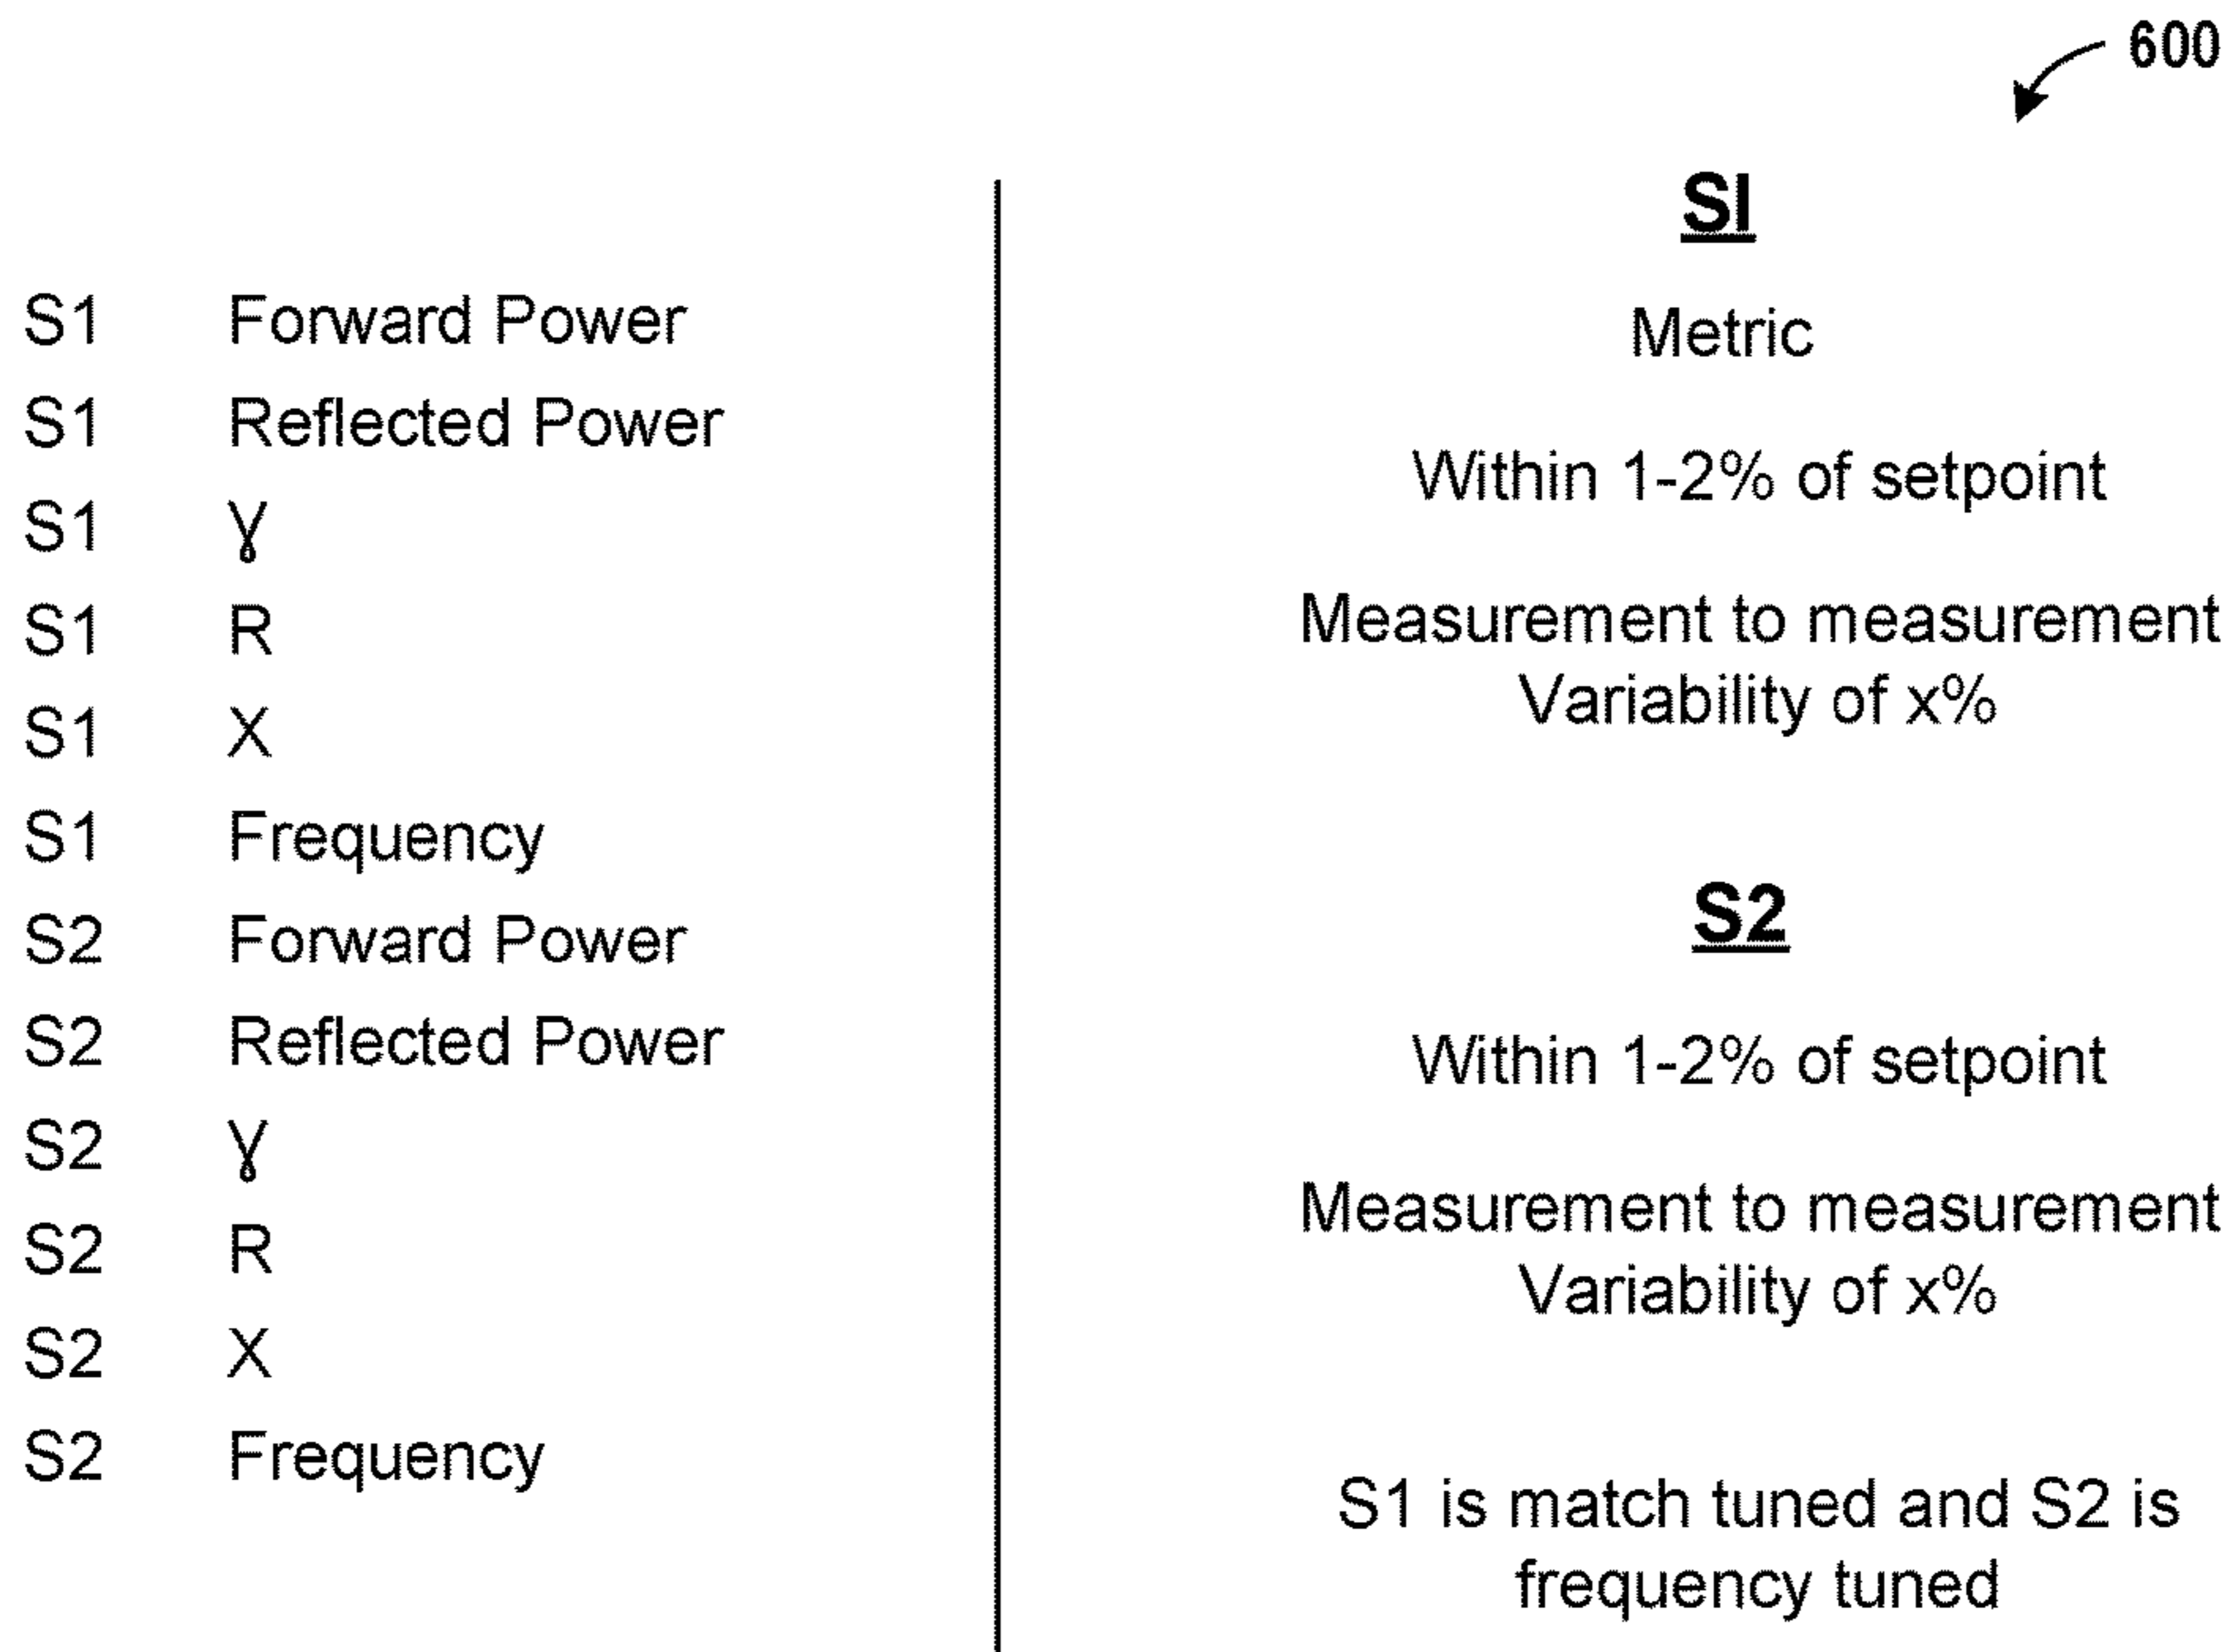 600
S1 Forward Power
S1 Reflected Power
S1 γ
S1 R
S1 X
S1 Frequency
S2 Forward Power
S2 Reflected Power
S2 γ
S2 R
S2 X
S2 Frequency
SI
Metric
Within 1-2% of setpoint
Measurement to measurement
Variability of x%
S2
Within 1-2% of setpoint
Measurement to measurement
Variability of x%
S1 is match tuned and S2 is
frequency tuned